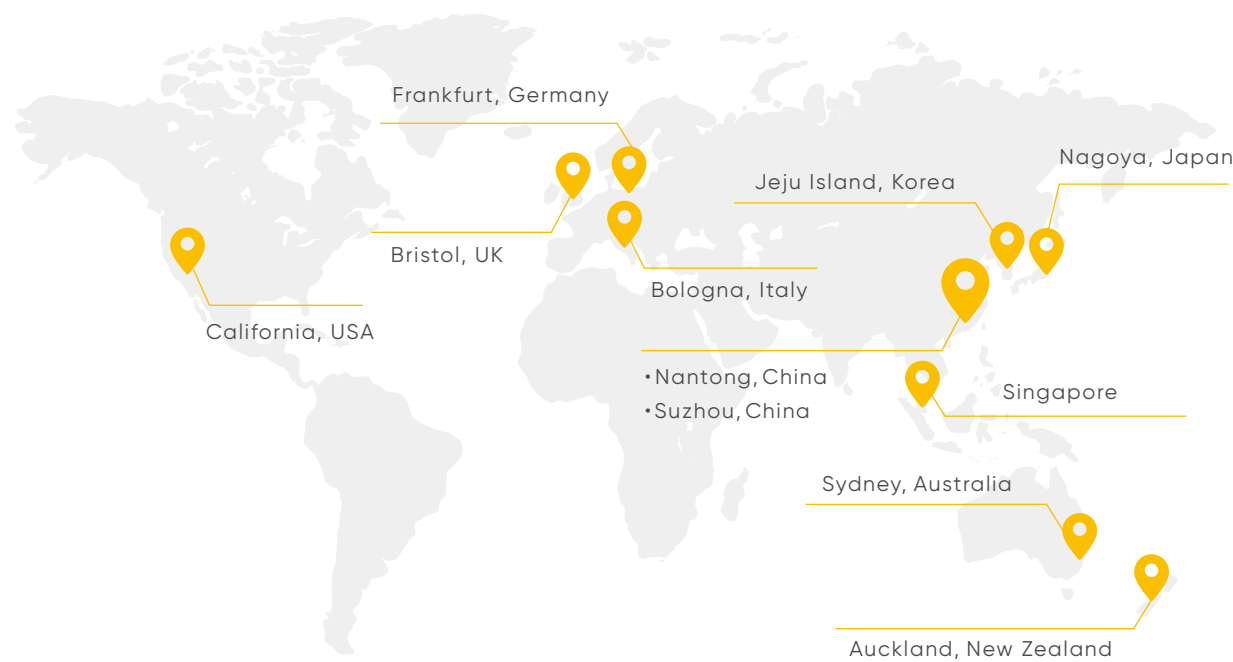 Frankfurt, Germany
Nagoya, Japan
Jeju Island, Korea
Bristol, UK
Bologna, Italy
California, USA
•Nantong, China
•Suzhou, China
Singapore
Sydney, Australia
Auckland, New Zealand